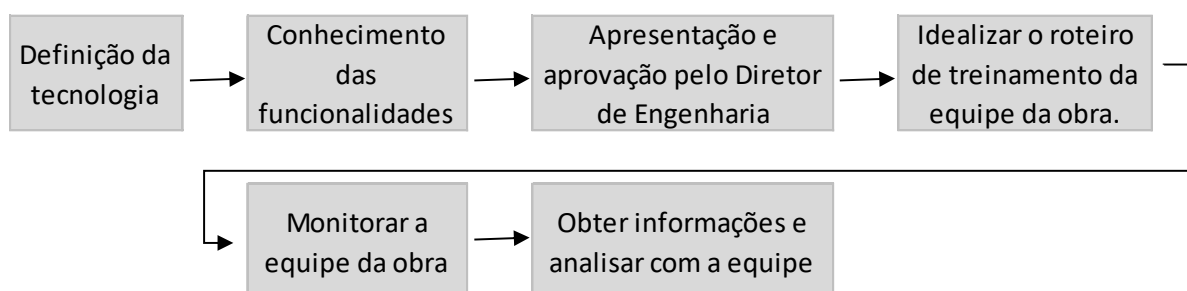 Definição da
tecnologia
Conhecimento
das
funcionalidades
Apresentação e
aprovação pelo Diretor
de Engenharia
Idealizar o roteiro
de treinamento da
equipe da obra.
Monitorar a
equipe da obra
Obter informações e
analisar com a equipe